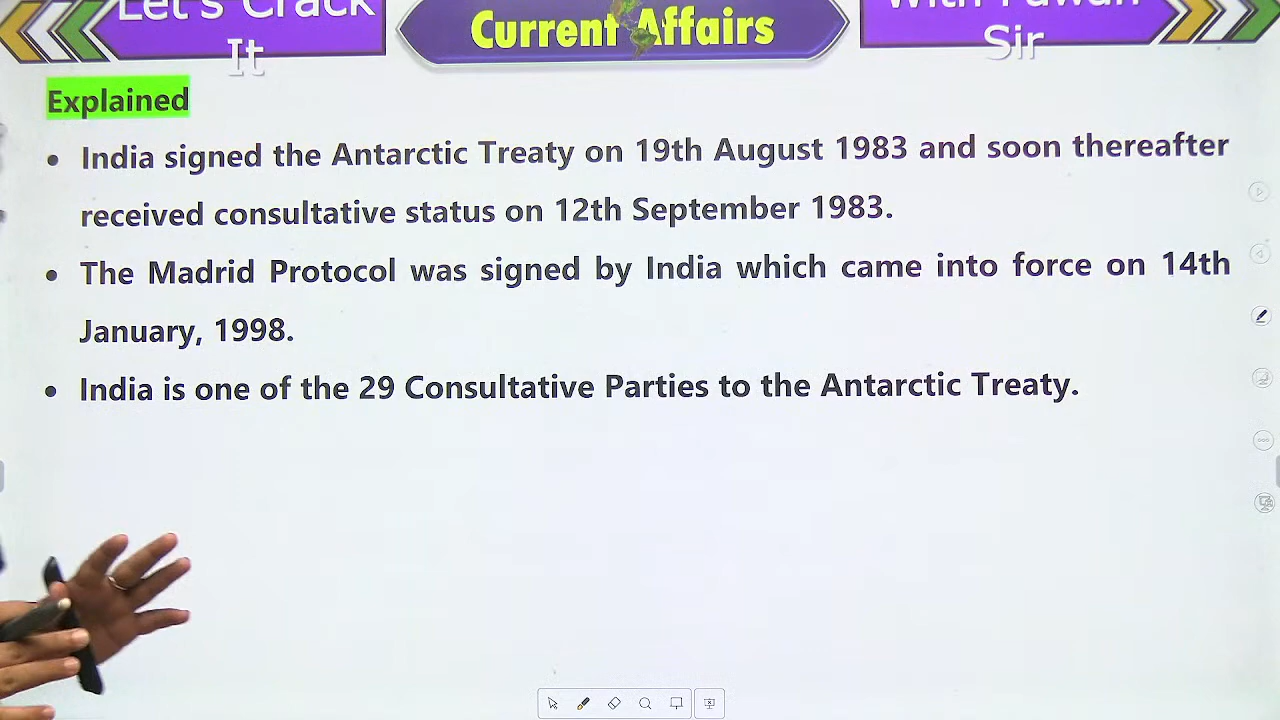 Let's Crack
It
Current Affairs
With Pawan
Sir
Explained
• India signed the Antarctic Treaty on 19th August 1983 and soon thereafter
received consultative status on 12th September 1983.
• The Madrid Protocol was signed by India which came into force on 14th
January, 1998.
• India is one of the 29 Consultative Parties to the Antarctic Treaty.